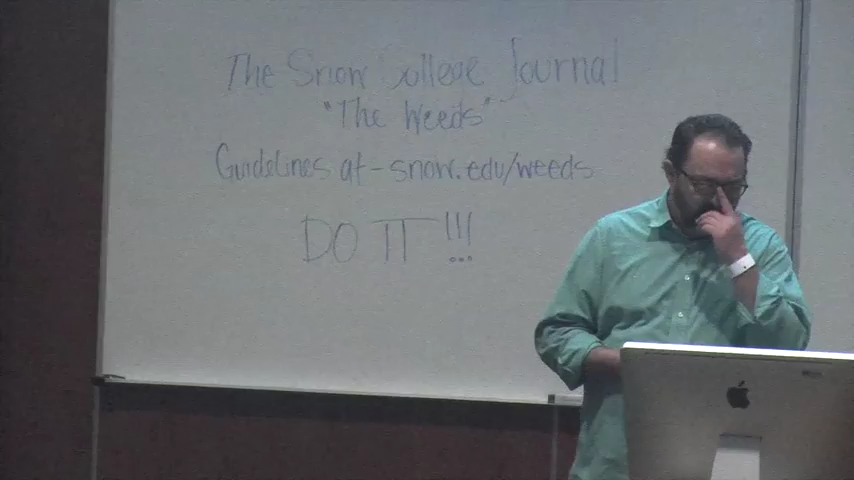 The Snow College Journal
"The Weeds"
Guidelines at - snow.edu/weeds
DO IT!!!